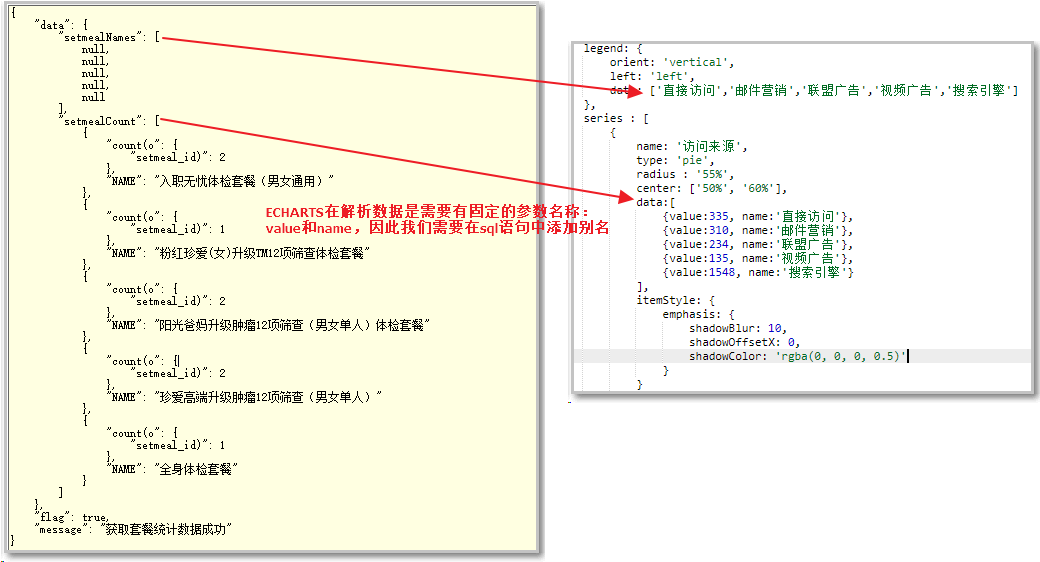 {
"data": {
"setmealNames": [
null,
null,
null,
null,
null
],
"setmealCount": [
{
"count(o": {
"setmeal_id)": 2
},
"NAME": "入职无忧体检套餐（男女通用）"
},
{
"count(o": {
"setmeal_id)": 1
},
"NAME": "粉红珍爱(女)升级TM12项筛查体检套餐"
},
{
"count(o": {
"setmeal_id)": 2
},
"NAME": "阳光爸妈升级肿瘤12项筛查（男女单人）体检套餐"
},
{
"count(o": {
"setmeal_id)": 2
},
"NAME": "珍爱高端升级肿瘤12项筛查（男女单人）"
},
{
"count(o": {
"setmeal_id)": 1
},
"NAME": "全身体检套餐"
}
]
},
"flag": true,
"message": "获取套餐统计数据成功"
}
ECHARTS在解析数据是需要有固定的参数名称：
value和name，因此我们需要在sql语句中添加别名
legend: {
orient: 'vertical',
left: 'left',
data: ['直接访问','邮件营销','联盟广告','视频广告','搜索引擎']
},
series : [
{
name: '访问来源',
type: 'pie',
radius : '55%',
center: ['50%', '60%'],
data:[
{value:335, name:'直接访问'},
{value:310, name:'邮件营销'},
{value:234, name:'联盟广告'},
{value:135, name:'视频广告'},
{value:1548, name:'搜索引擎'}
],
itemStyle: {
emphasis: {
shadowBlur: 10,
shadowOffsetX: 0,
shadowColor: 'rgba(0, 0, 0, 0.5)'
}
}